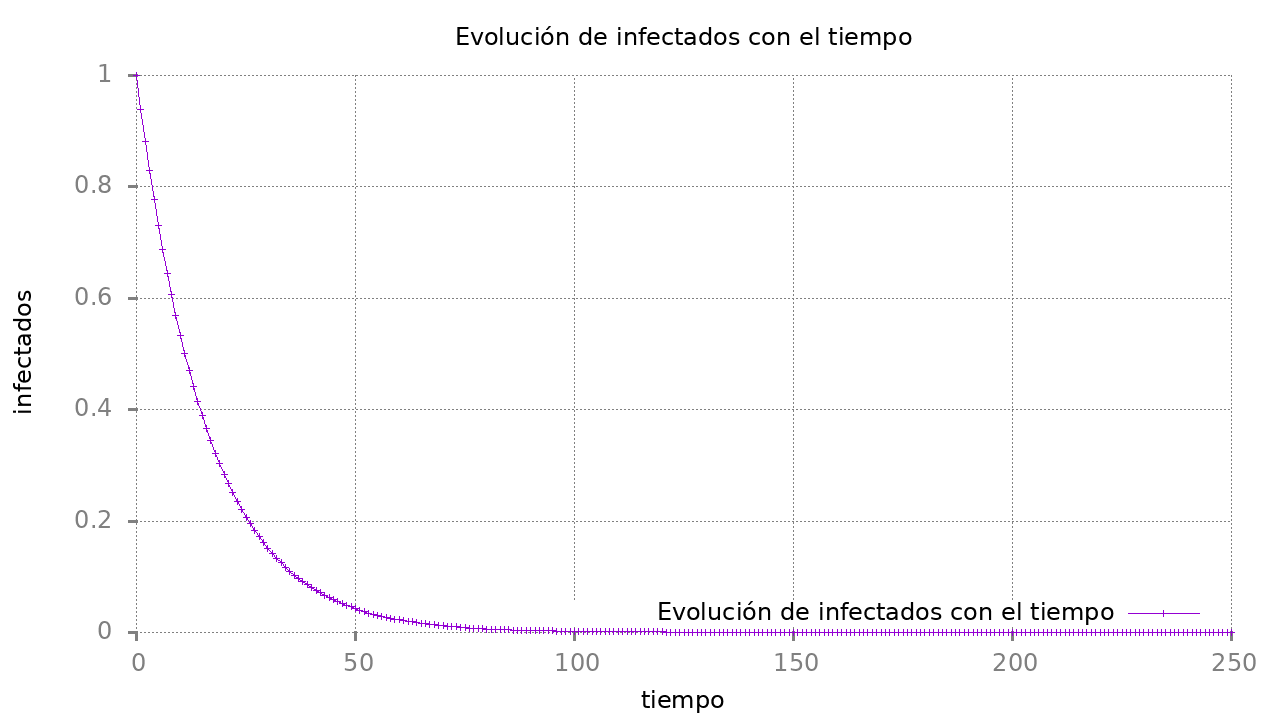 Evolución de infectados con el tiempo
1
0.8
0.6
0.4
0.2
0
infectados
Evolución de infectados con el tiempo
0 50 100 150 200 250
tiempo